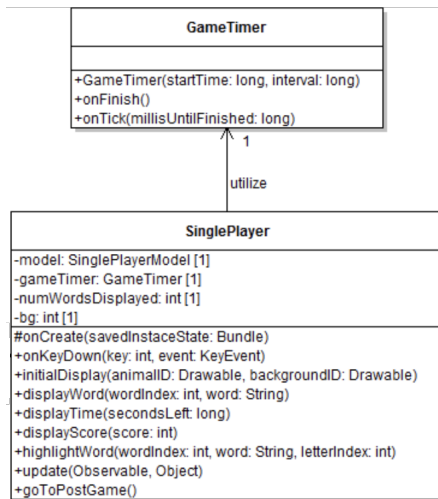 GameTimer
+GameTimer(startTime: long, interval: long)
+onFinish()
+onTick(millisUntilFinished: long)
1
utilize
SinglePlayer
-model: SinglePlayerModel [1]
-gameTimer: GameTimer [1]
-numWordsDisplayed: int [1]
-bg: int [1]
#onCreate(savedInstaceState: Bundle)
+onKeyDown(key: int, event: KeyEvent)
+initialDisplay(animalID: Drawable, backgroundID: Drawable)
+displayWord(wordIndex: int, word: String)
+displayTime(secondsLeft: long)
+displayScore(score: int)
+highlightWord(wordIndex: int, word: String, letterIndex: int)
+update(Observable, Object)
+goToPostGame()